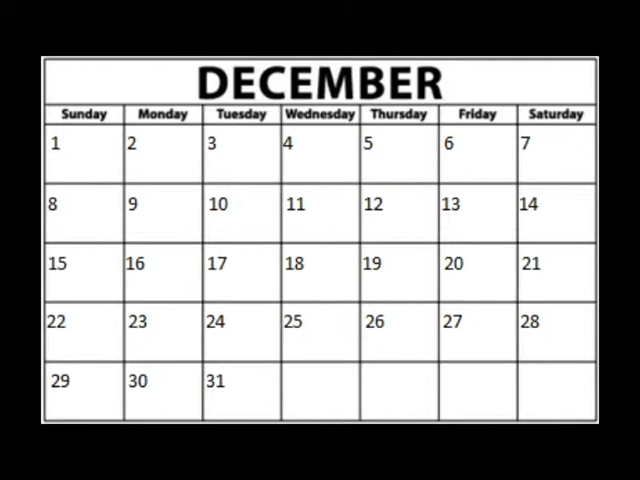 DECEMBER
Sunday Monday Tuesday Wednesday Thursday Friday Saturday
1 2 3 4 5 6 7
8 9 10 11 12 13 14
15 16 17 18 19 20 21
22 23 24 25 26 27 28
29 30 31